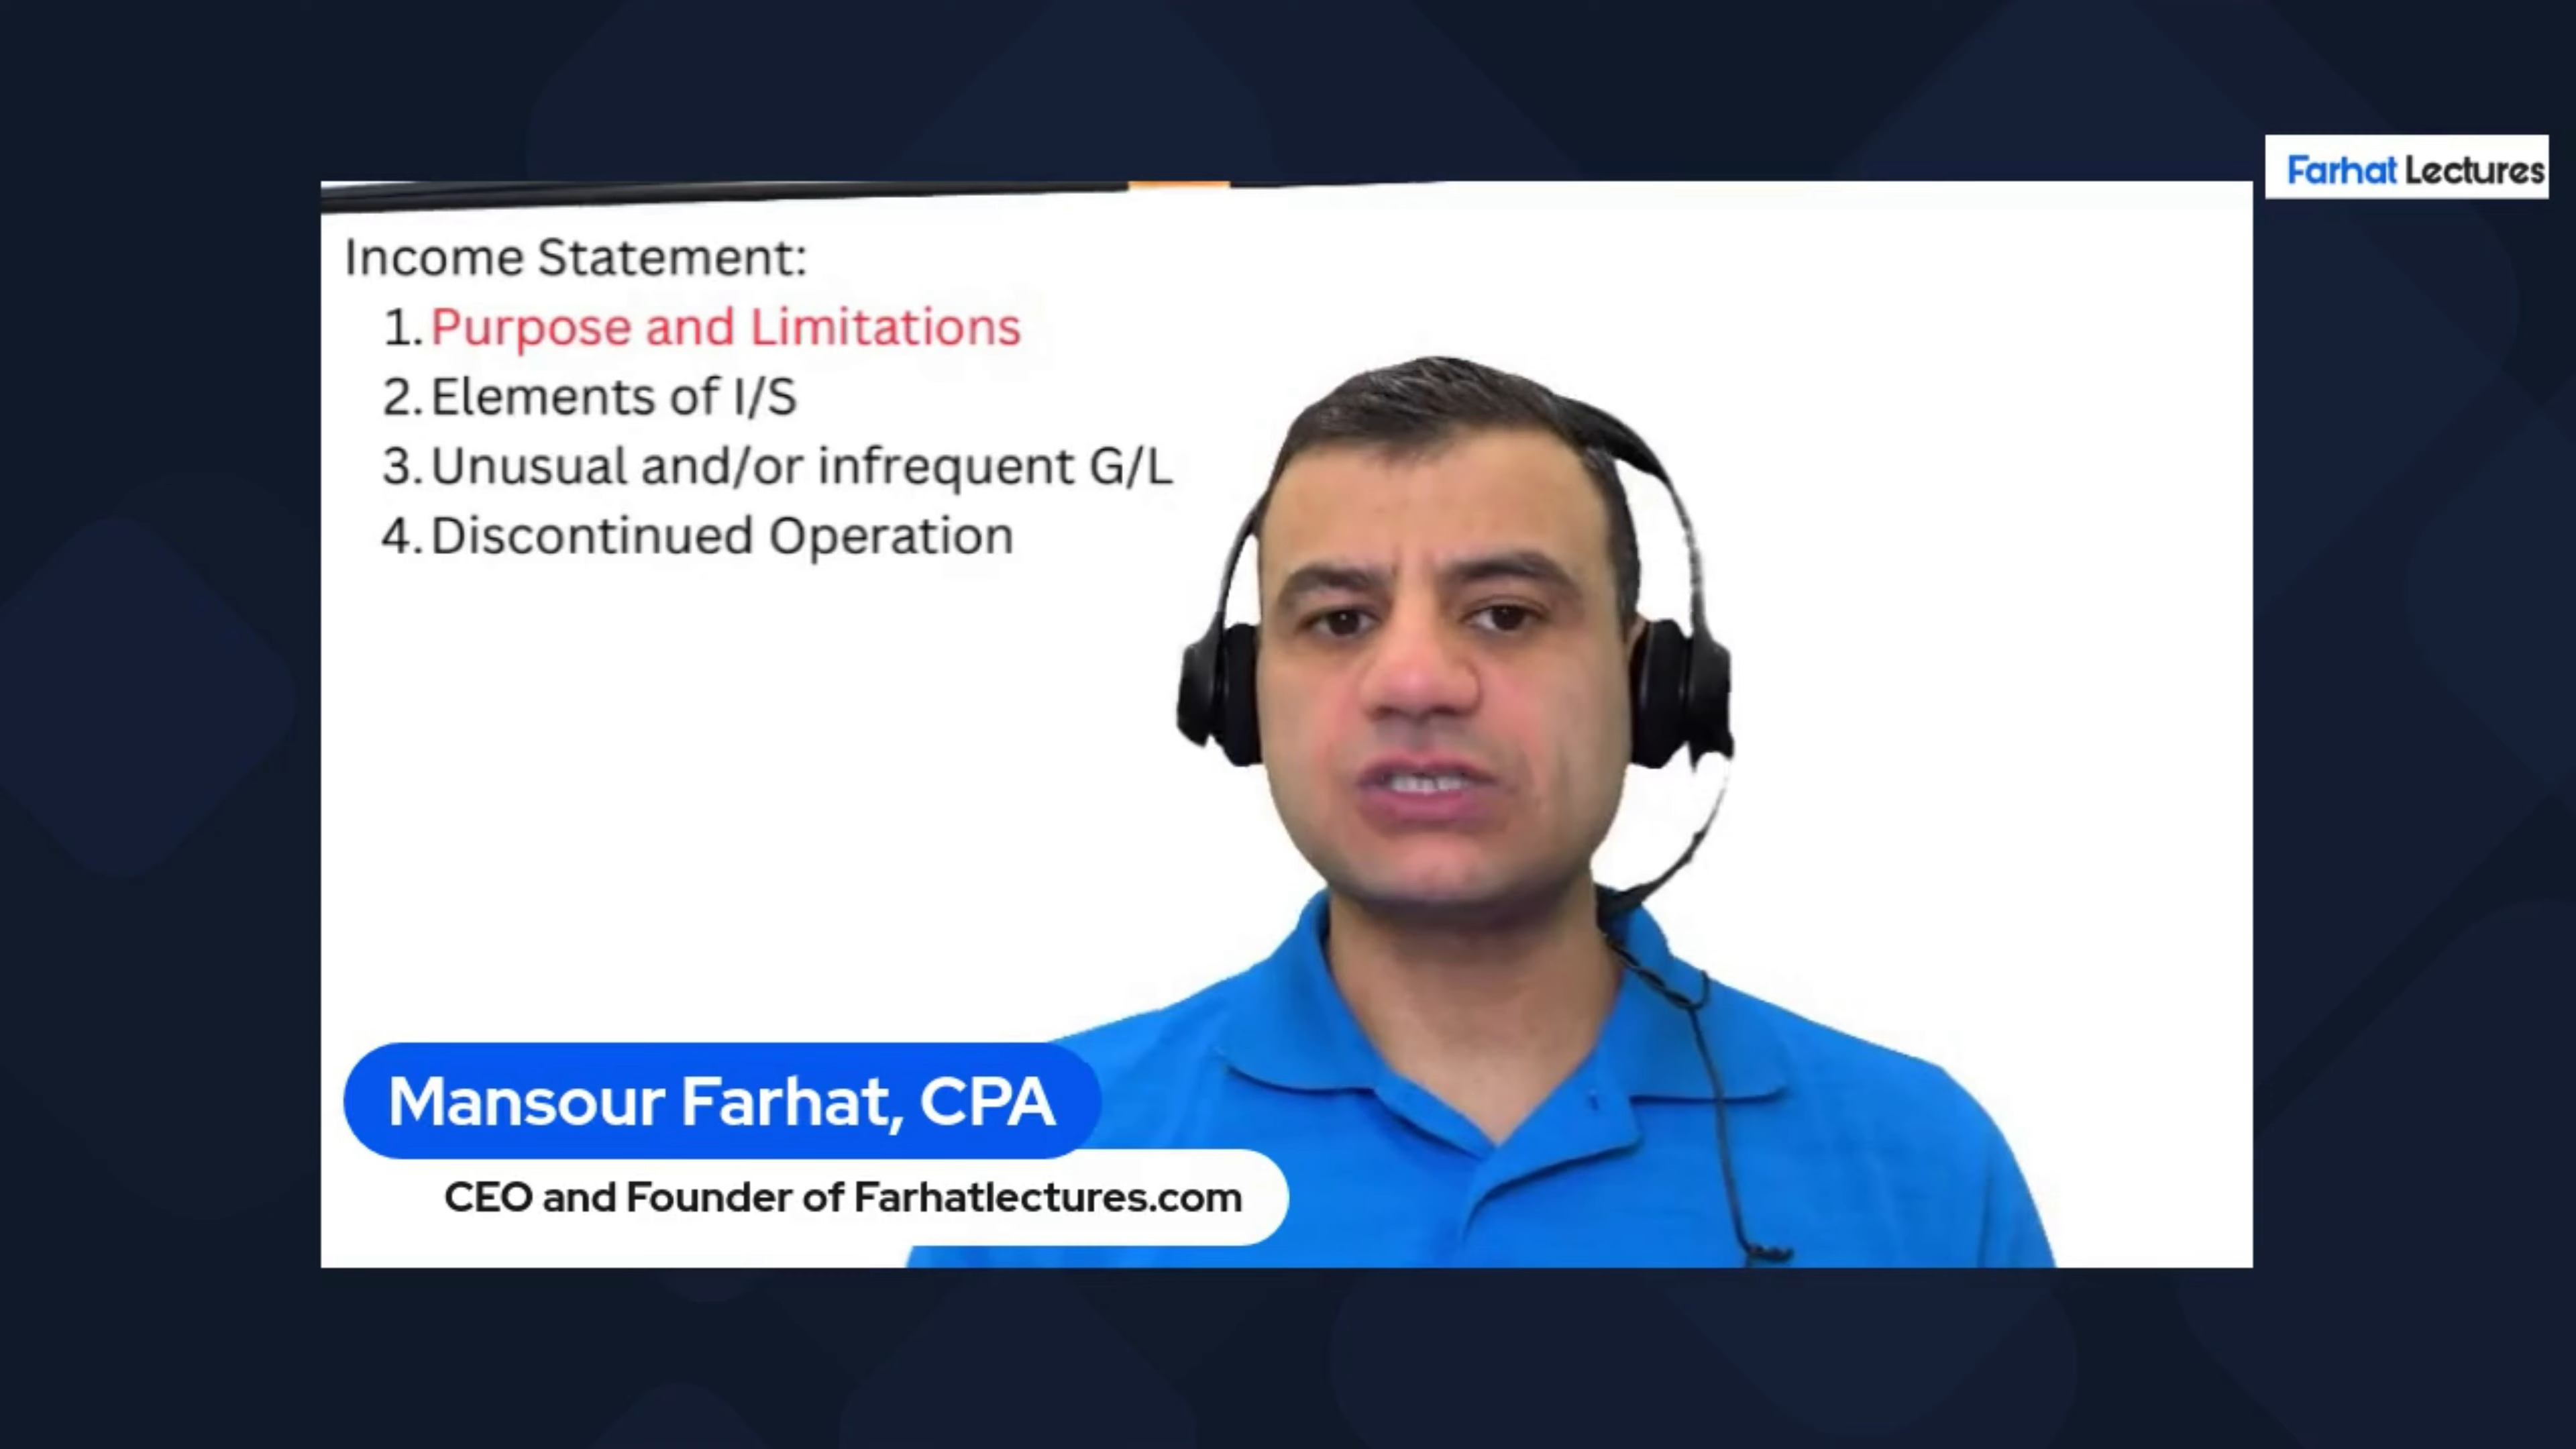 Farhat Lectures
Income Statement:
1. Purpose and Limitations
2. Elements of I/S
3. Unusual and/or infrequent G/L
4. Discontinued Operation
Mansour Farhat, CPA
CEO and Founder of Farhatlectures.com